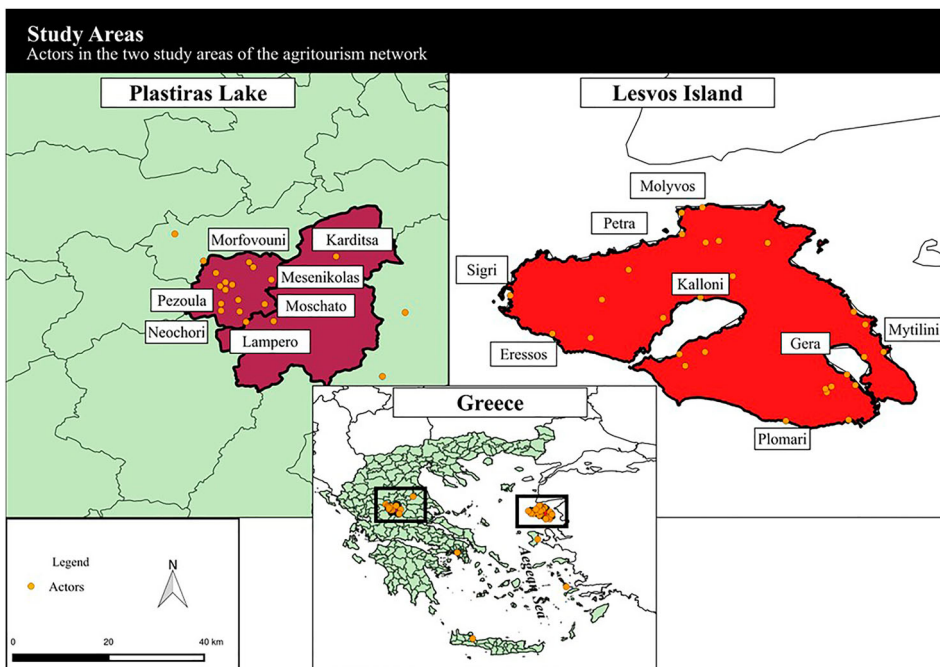 Study Areas
Actors in the two study areas of the agritourism network
Plastiras Lake
Lesvos Island
Molyvos
Petra
Morfovouni
Karditsa
Sigri
Mesenikolas
Kalloni
Pezoula
Moschato
Neochori
Lampero
Eressos
Gera
Mytilini
Greece
Plomari
Aegean Sea
Legend
Actors
N
0
20
40 km